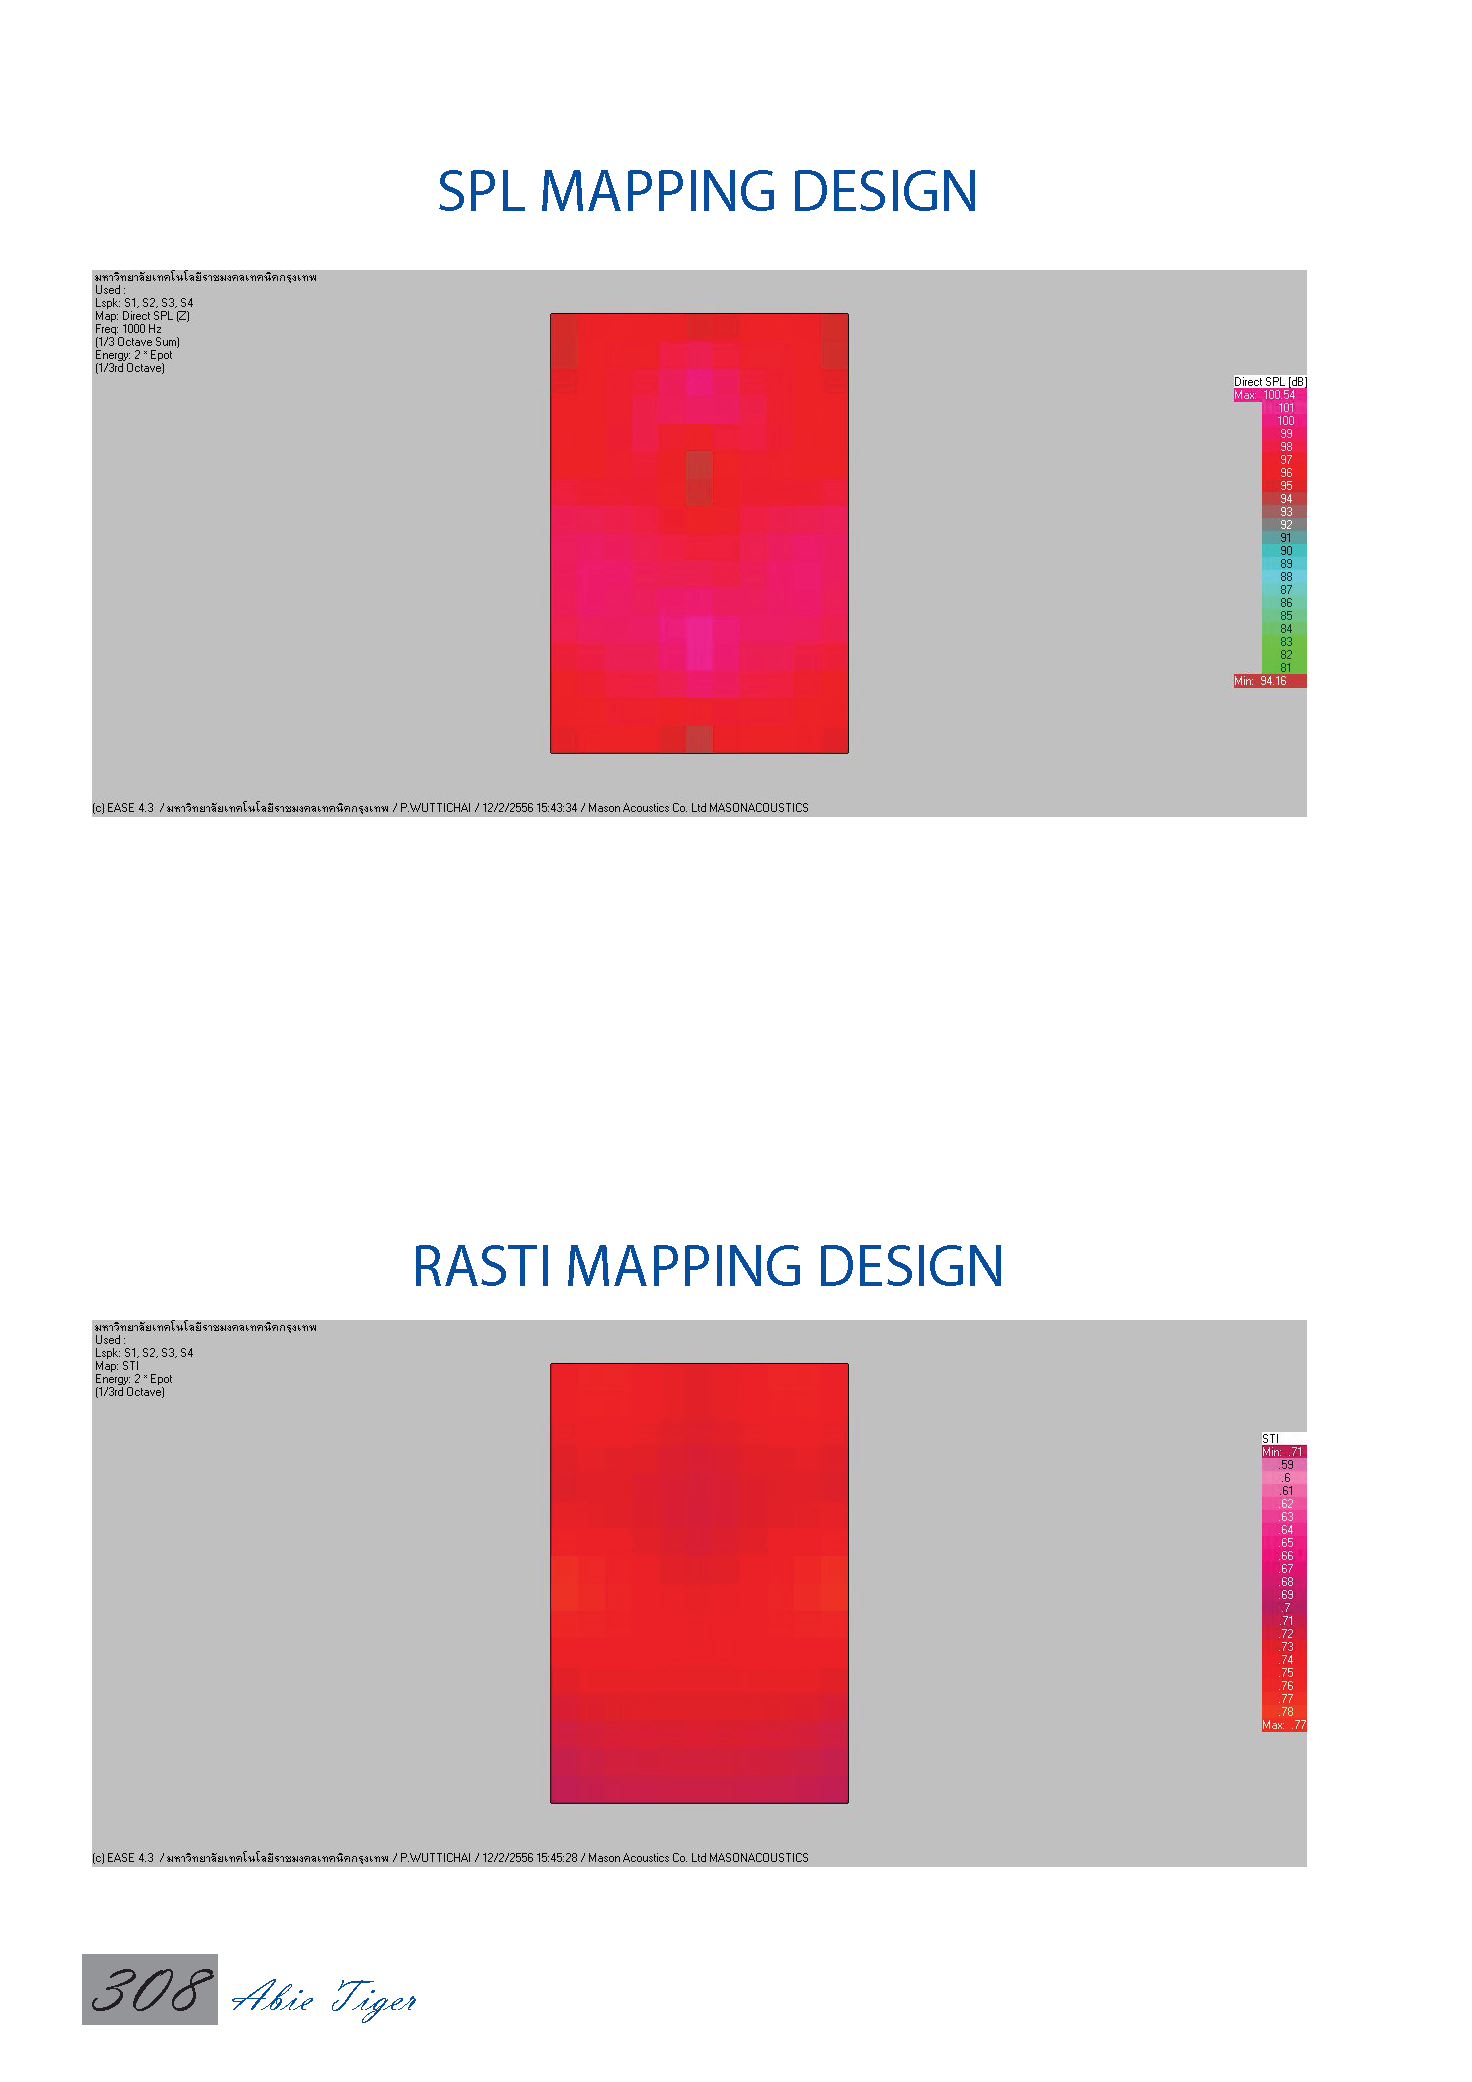 SPL MAPPING DESIGN
มหาวิทยาลัยเทคโนโลยีราชมงคลเทคนิคกรุงเทพ
Used :
Lspk: S1, S2, S3, S4
Map: Direct SPL (Z)
Freq: 1000 Hz
(1/3 Octave Sum)
Energy: 2 * Epot
(1/3rd Octave)
Direct SPL [dB]
Max: 100.54
101
100
99
98
97
96
95
94
93
92
91
90
89
88
87
86
85
84
83
82
81
Min: 94.16
(c) EASE 4.3 / มหาวิทยาลัยเทคโนโลยีราชมงคลเทคนิคกรุงเทพ / P.WUTTICHAI / 12/2/2556 15:43:34 / Mason Acoustics Co. Ltd MASONACOUSTICS
RASTI MAPPING DESIGN
มหาวิทยาลัยเทคโนโลยีราชมงคลเทคนิคกรุงเทพ
Used :
Lspk: S1, S2, S3, S4
Map: STI
Energy: 2 * Epot
(1/3rd Octave)
STI
Min: .71
.59
.6
.61
.62
.63
.64
.65
.66
.67
.68
.69
.7
.71
.72
.73
.74
.75
.76
.77
.78
Max: .77
(c) EASE 4.3 / มหาวิทยาลัยเทคโนโลยีราชมงคลเทคนิคกรุงเทพ / P.WUTTICHAI / 12/2/2556 15:45:28 / Mason Acoustics Co. Ltd MASONACOUSTICS
308 Abie Tiger